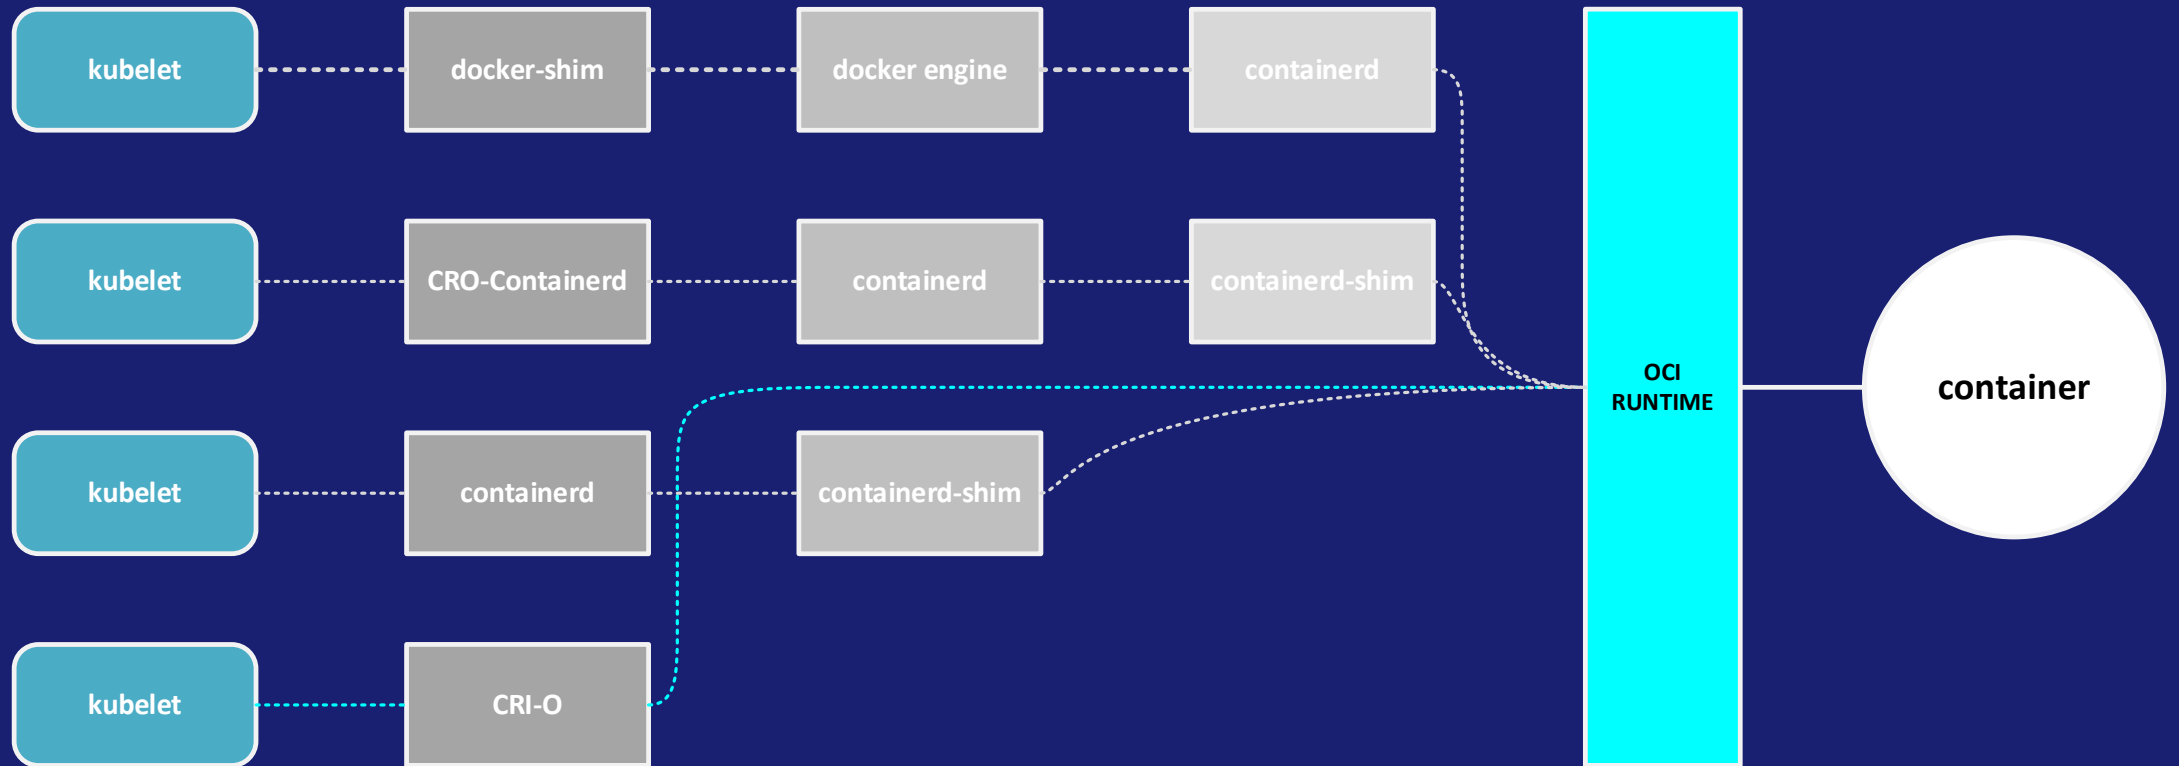 kubelet
docker-shim
docker engine
containerd
kubelet
CRO-Containerd
containerd
containerd-shim
OCI
RUNTIME
container
kubelet
containerd
containerd-shim
kubelet
CRI-O